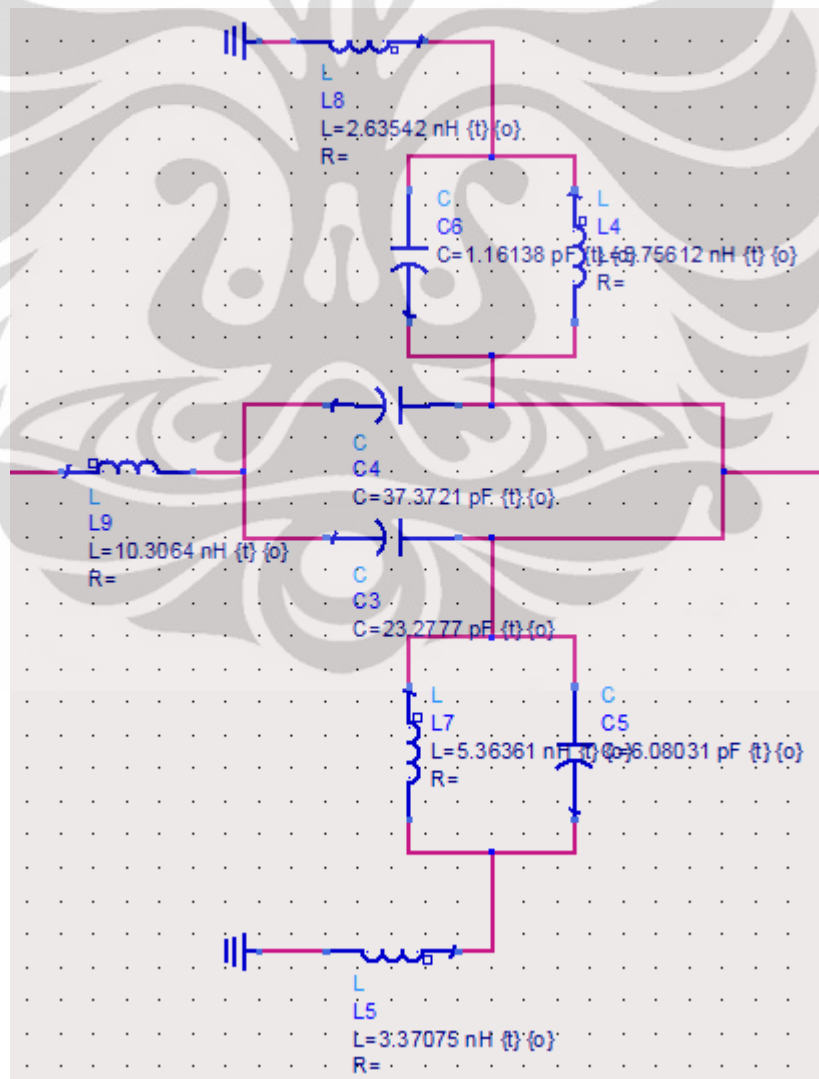 L
L8
L=2.63542 nH {t} {o}
R=
C
C6
C=1.16138 pF {t} {o}
L
L4
nH {t} {o}
R=
C
C4
C=37.3721 pF {t} {o}
L
L9
L=10.3064 nH {t} {o}
R=
C
C3
C=23.2777 pF {t} {o}
L
L7
L=5.36361 nH {t} {o}
R=
C
C5
C=6.08031 pF {t} {o}
L
L5
L=3.37075 nH {t} {o}
R=